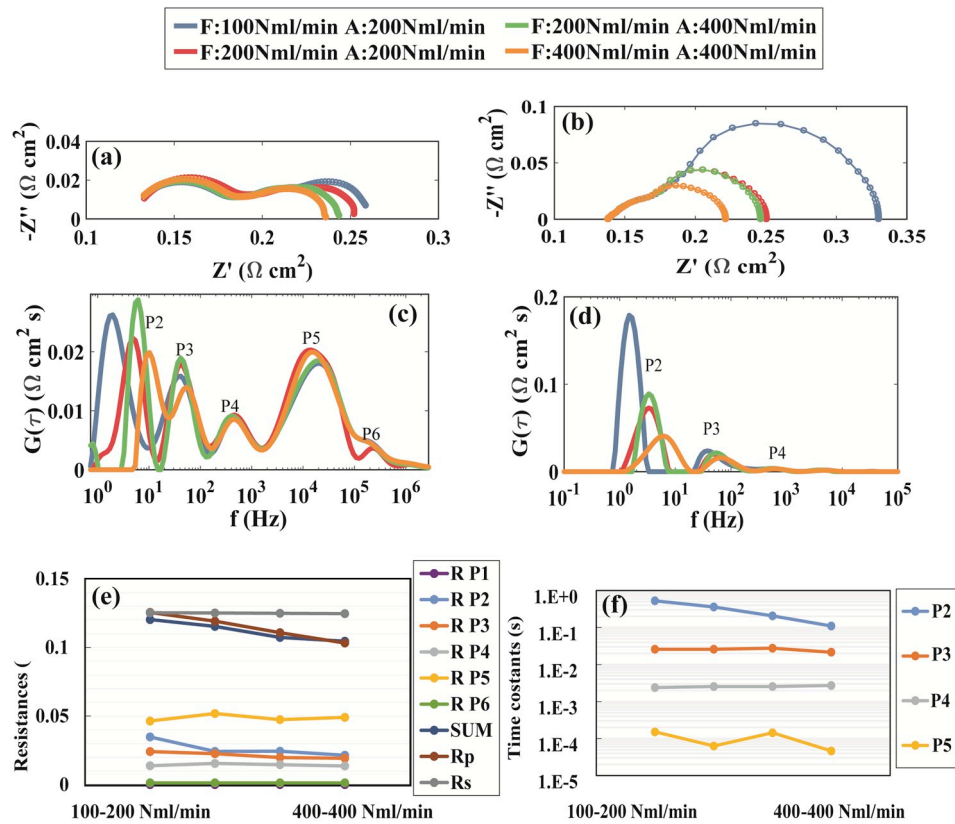 F:100Nml/min A:200Nml/min
F:200Nml/min A:400Nml/min
F:200Nml/min A:200Nml/min
F:400Nml/min A:400Nml/min
(a)
-Z'' (Ω cm²)
0.04
0.02
0
0.1
0.2
0.3
Z' (Ω cm²)
(b)
-Z'' (Ω cm²)
0.1
0.05
0
0.1
0.15
0.2
0.25
0.3
0.35
Z' (Ω cm²)
(c)
G(τ) (Ω cm² s)
0.02
0.01
0
P2
P3
P4
P5
P6
10⁰
10¹
10²
10³
10⁴
10⁵
10⁶
f (Hz)
(d)
G(τ) (Ω cm² s)
0.2
0.1
0
P2
P3
P4
10⁻¹
10⁰
10¹
10²
10³
10⁴
10⁵
f (Hz)
(e)
Resistances (
0.15
0.1
0.05
0
100-200 Nml/min
400-400 Nml/min
R P1
R P2
R P3
R P4
R P5
R P6
SUM
Rp
Rs
(f)
Time costants (s)
1.E+0
1.E-1
1.E-2
1.E-3
1.E-4
1.E-5
100-200 Nml/min
400-400 Nml/min
P2
P3
P4
P5